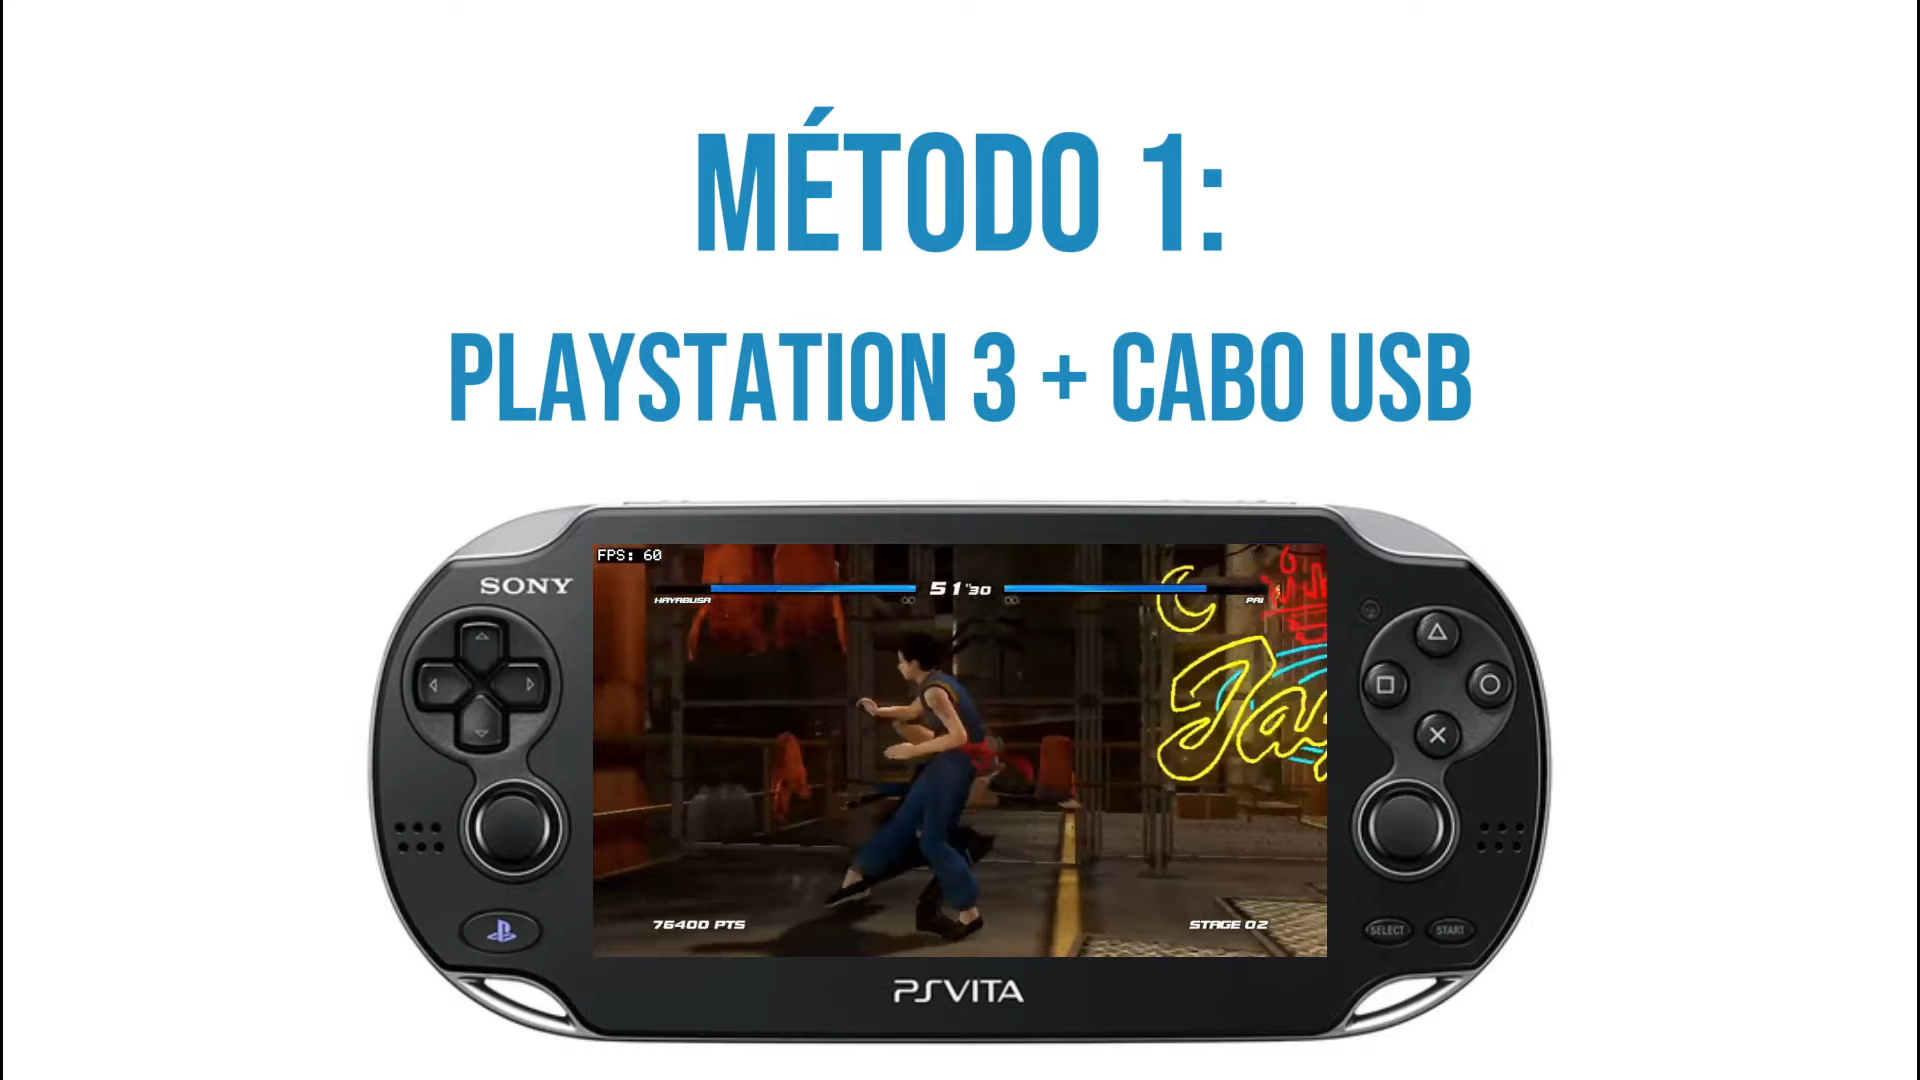 MÉTODO 1:
PLAYSTATION 3 + CABO USB
SONY
FPS: 60
HAYABUSA
51"30
PAI
76400 PTS
STAGE 02
SELECT
START
PSVITA